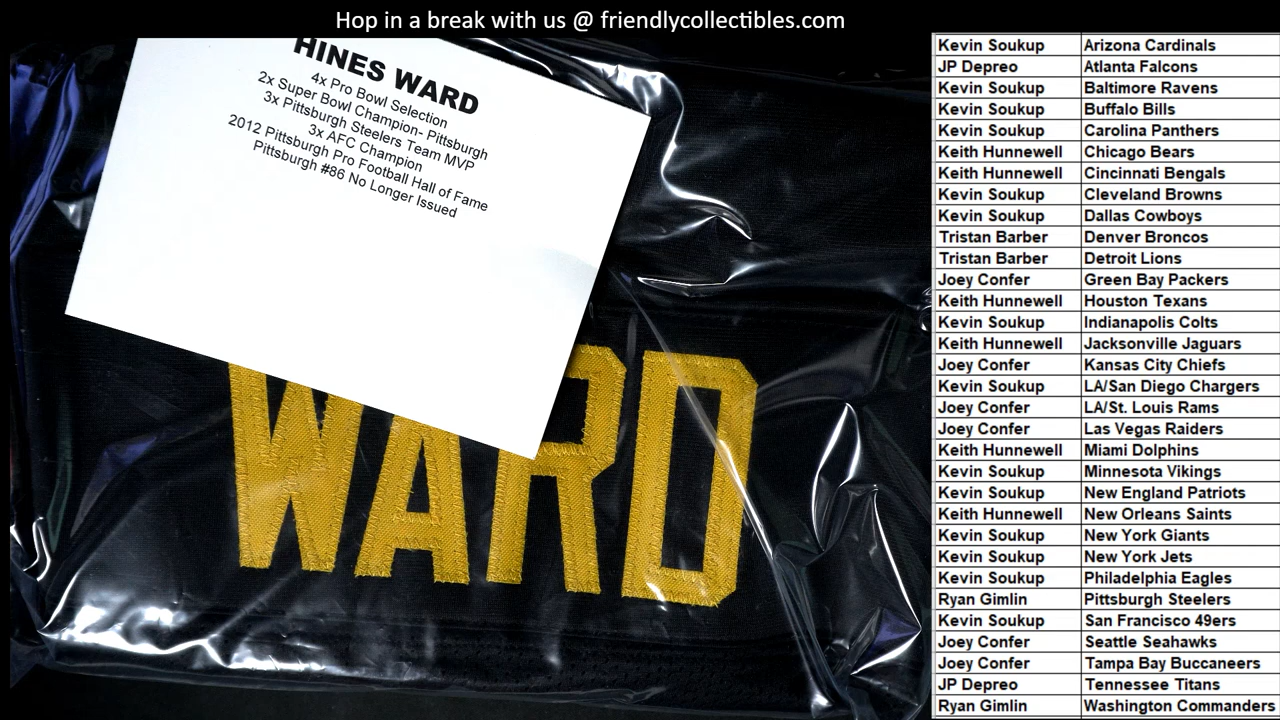 Hop in a break with us @ friendlycollectibles.com
HINES WARD
4x Pro Bowl Selection
2x Super Bowl Champion- Pittsburgh
3x Pittsburgh Steelers Team MVP
3x AFC Champion
2012 Pittsburgh Pro Football Hall of Fame
Pittsburgh #86 No Longer Issued
WARD
Kevin Soukup Arizona Cardinals
JP Depreo Atlanta Falcons
Kevin Soukup Baltimore Ravens
Kevin Soukup Buffalo Bills
Kevin Soukup Carolina Panthers
Keith Hunnewell Chicago Bears
Keith Hunnewell Cincinnati Bengals
Kevin Soukup Cleveland Browns
Kevin Soukup Dallas Cowboys
Tristan Barber Denver Broncos
Tristan Barber Detroit Lions
Joey Confer Green Bay Packers
Keith Hunnewell Houston Texans
Kevin Soukup Indianapolis Colts
Keith Hunnewell Jacksonville Jaguars
Joey Confer Kansas City Chiefs
Kevin Soukup LA/San Diego Chargers
Joey Confer LA/St. Louis Rams
Joey Confer Las Vegas Raiders
Keith Hunnewell Miami Dolphins
Kevin Soukup Minnesota Vikings
Kevin Soukup New England Patriots
Keith Hunnewell New Orleans Saints
Kevin Soukup New York Giants
Kevin Soukup New York Jets
Kevin Soukup Philadelphia Eagles
Ryan Gimlin Pittsburgh Steelers
Kevin Soukup San Francisco 49ers
Joey Confer Seattle Seahawks
Joey Confer Tampa Bay Buccaneers
JP Depreo Tennessee Titans
Ryan Gimlin Washington Commanders